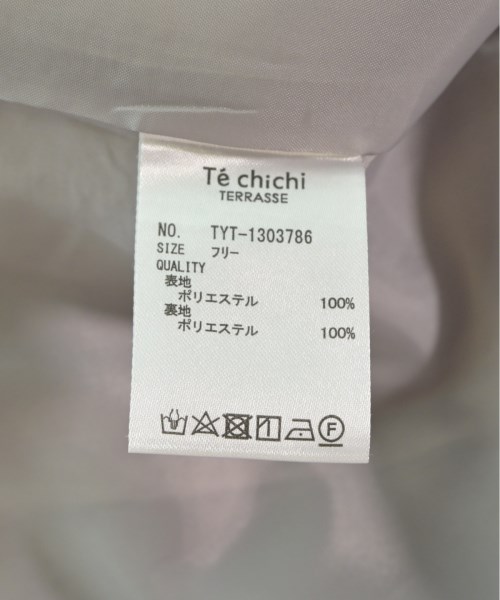 Té chichi
TERRASSE
NO. TYT-1303786
SIZE フリー
QUALITY
表地
ポリエステル 100%
裏地
ポリエステル 100%
F